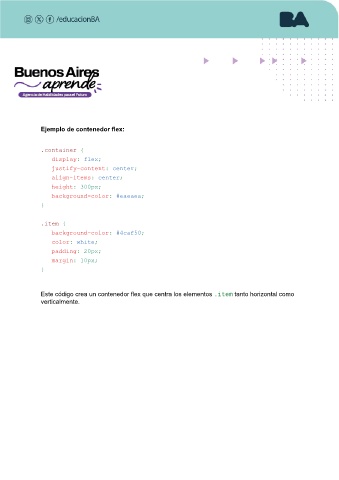 /educacionBA
BA
Buenos Aires
aprende
Agencia de Habilidades para el Futuro
Ejemplo de contenedor flex:
.container {
display: flex;
justify-content: center;
align-items: center;
height: 300px;
background-color: #eaeaea;
}
.item {
background-color: #4caf50;
color: white;
padding: 20px;
margin: 10px;
}
Este código crea un contenedor flex que centra los elementos .item tanto horizontal como
verticalmente.